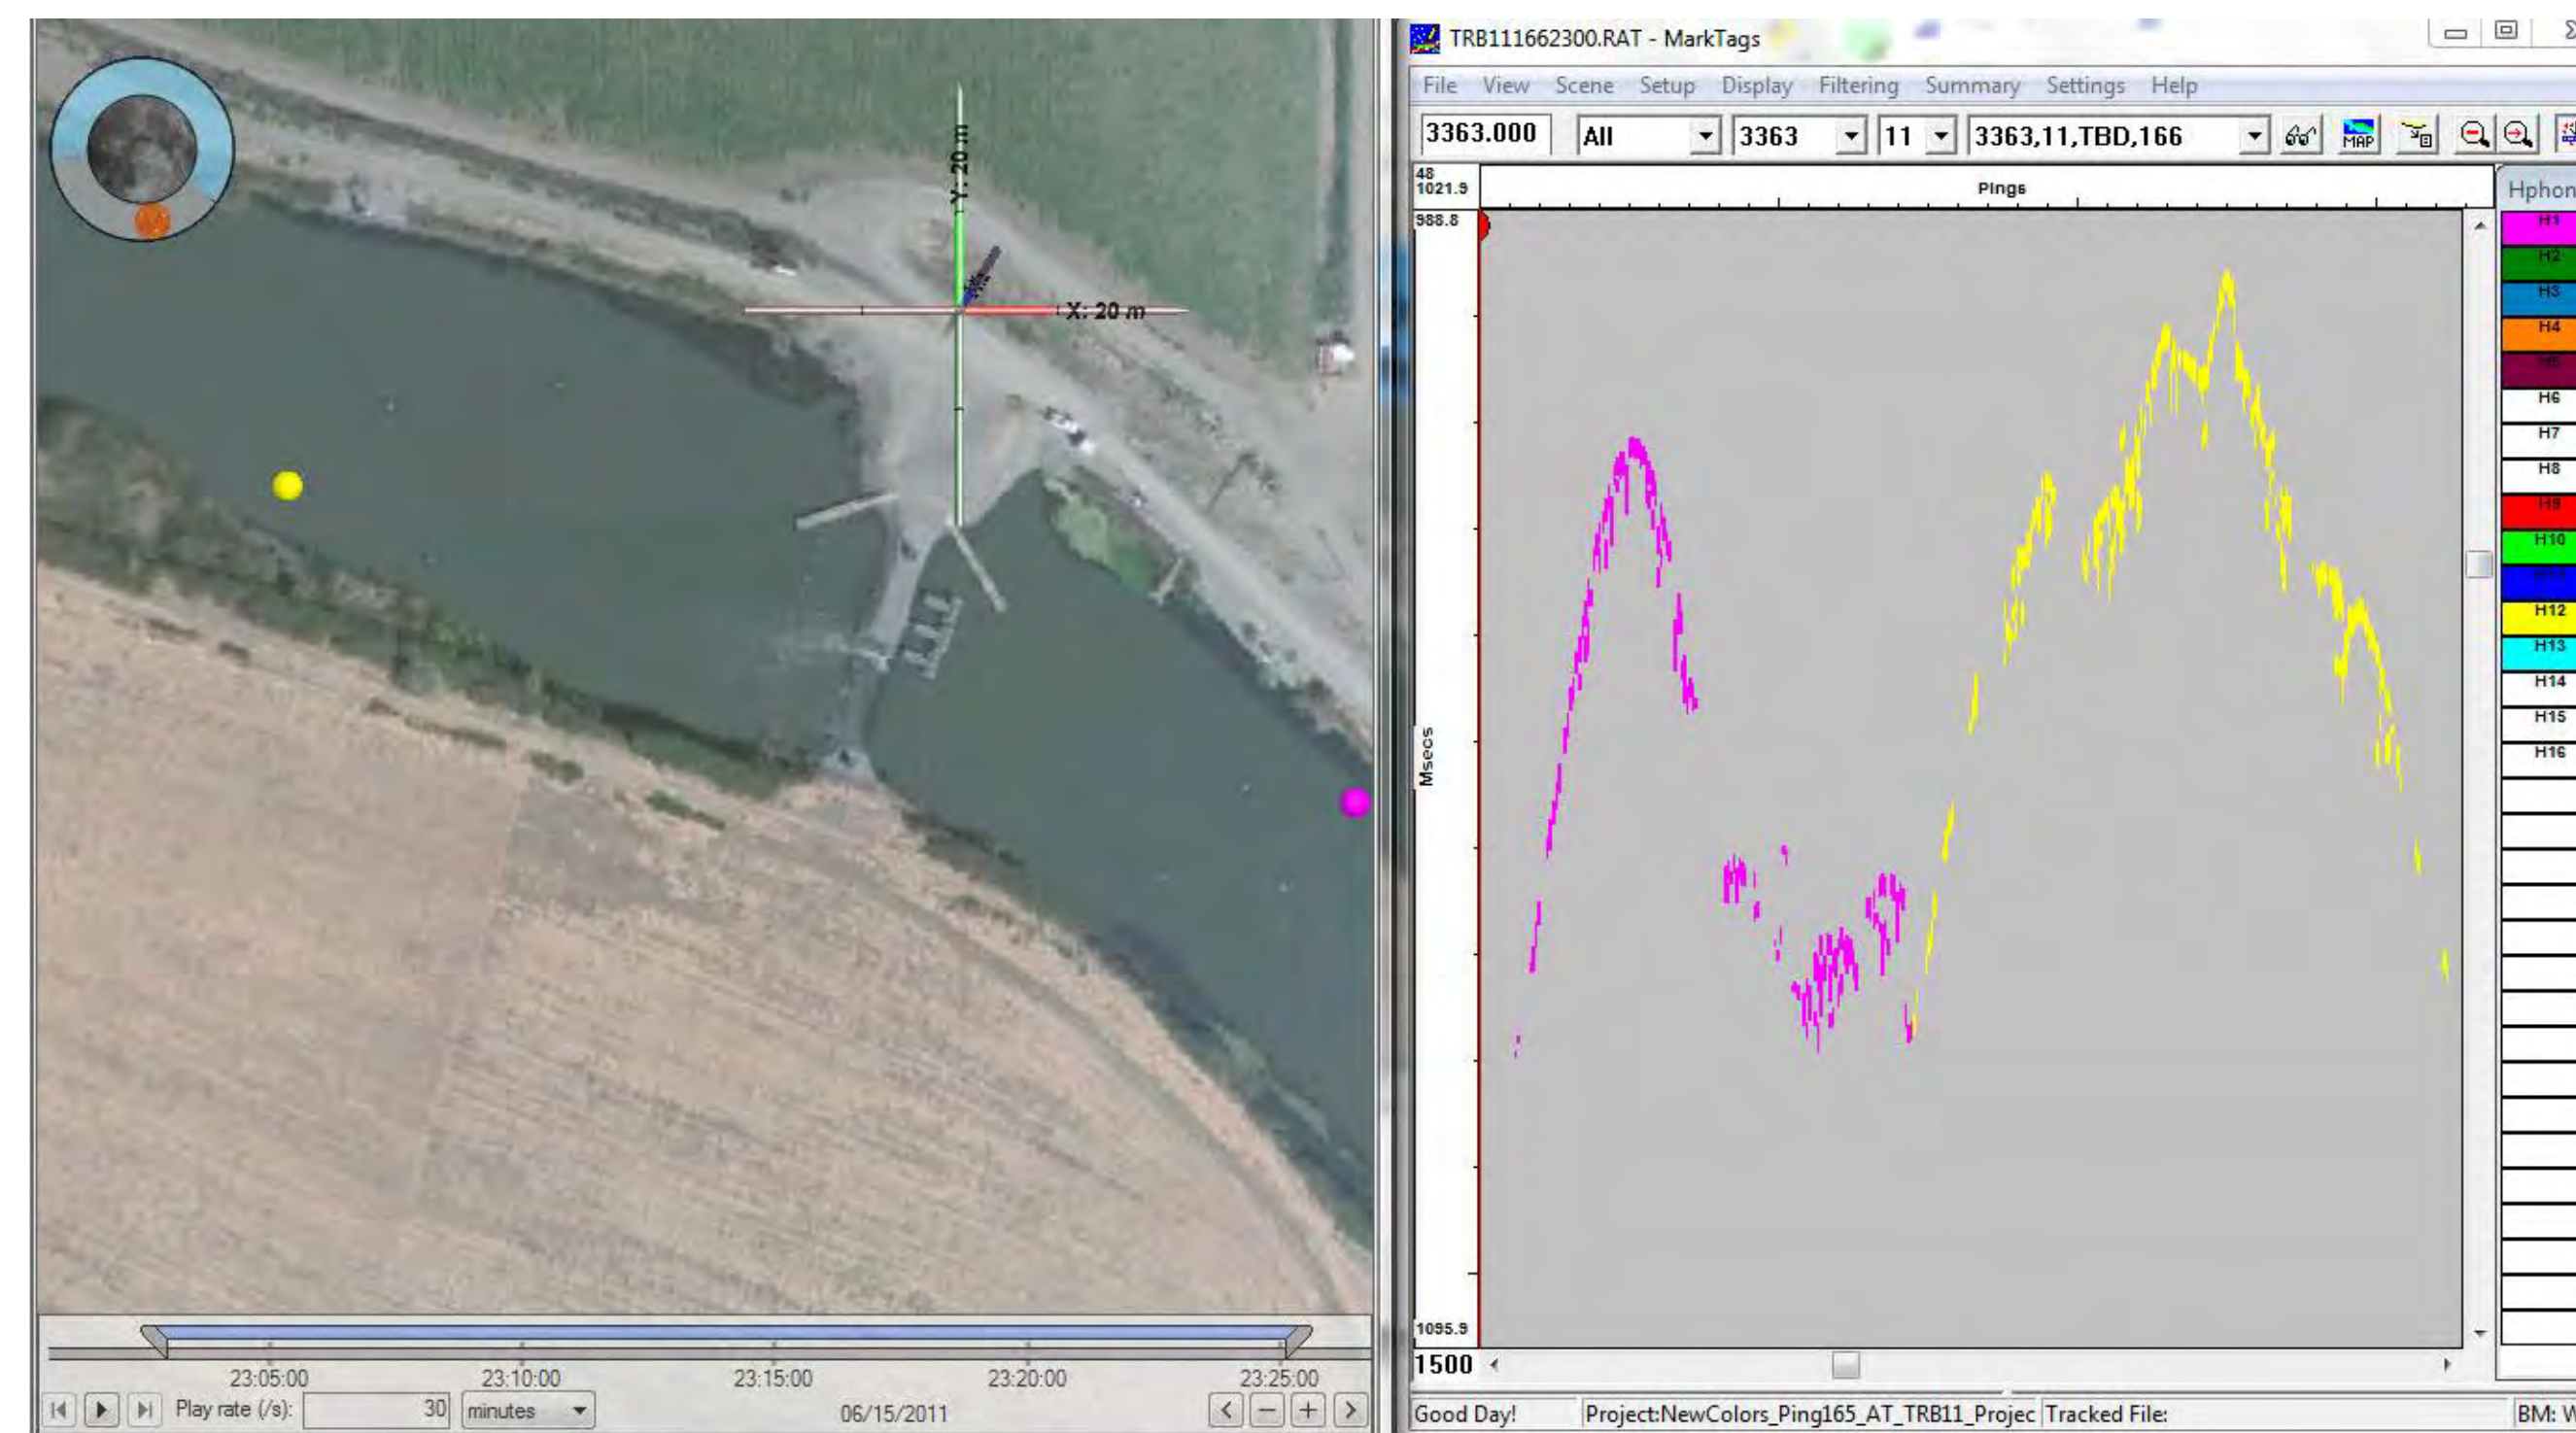 Y: 20 m
X: 20 m
23:05:00 23:10:00 23:15:00 23:20:00 23:25:00
Play rate (/s): 30 minutes 06/15/2011
TRB111662300.RAT - MarkTags
File View Scene Setup Display Filtering Summary Settings Help
3363.000 All 3363 11 3363,11,TBD,166 MAP
48
1021.9
Pings
988.8
Msecs
1095.9
1500
Hphon
H1
H2
H3
H4
H5
H6
H7
H8
H9
H10
H12
H13
H14
H15
H16
Good Day! Project:NewColors_Ping165_AT_TRB11_Projec Tracked File: BM: